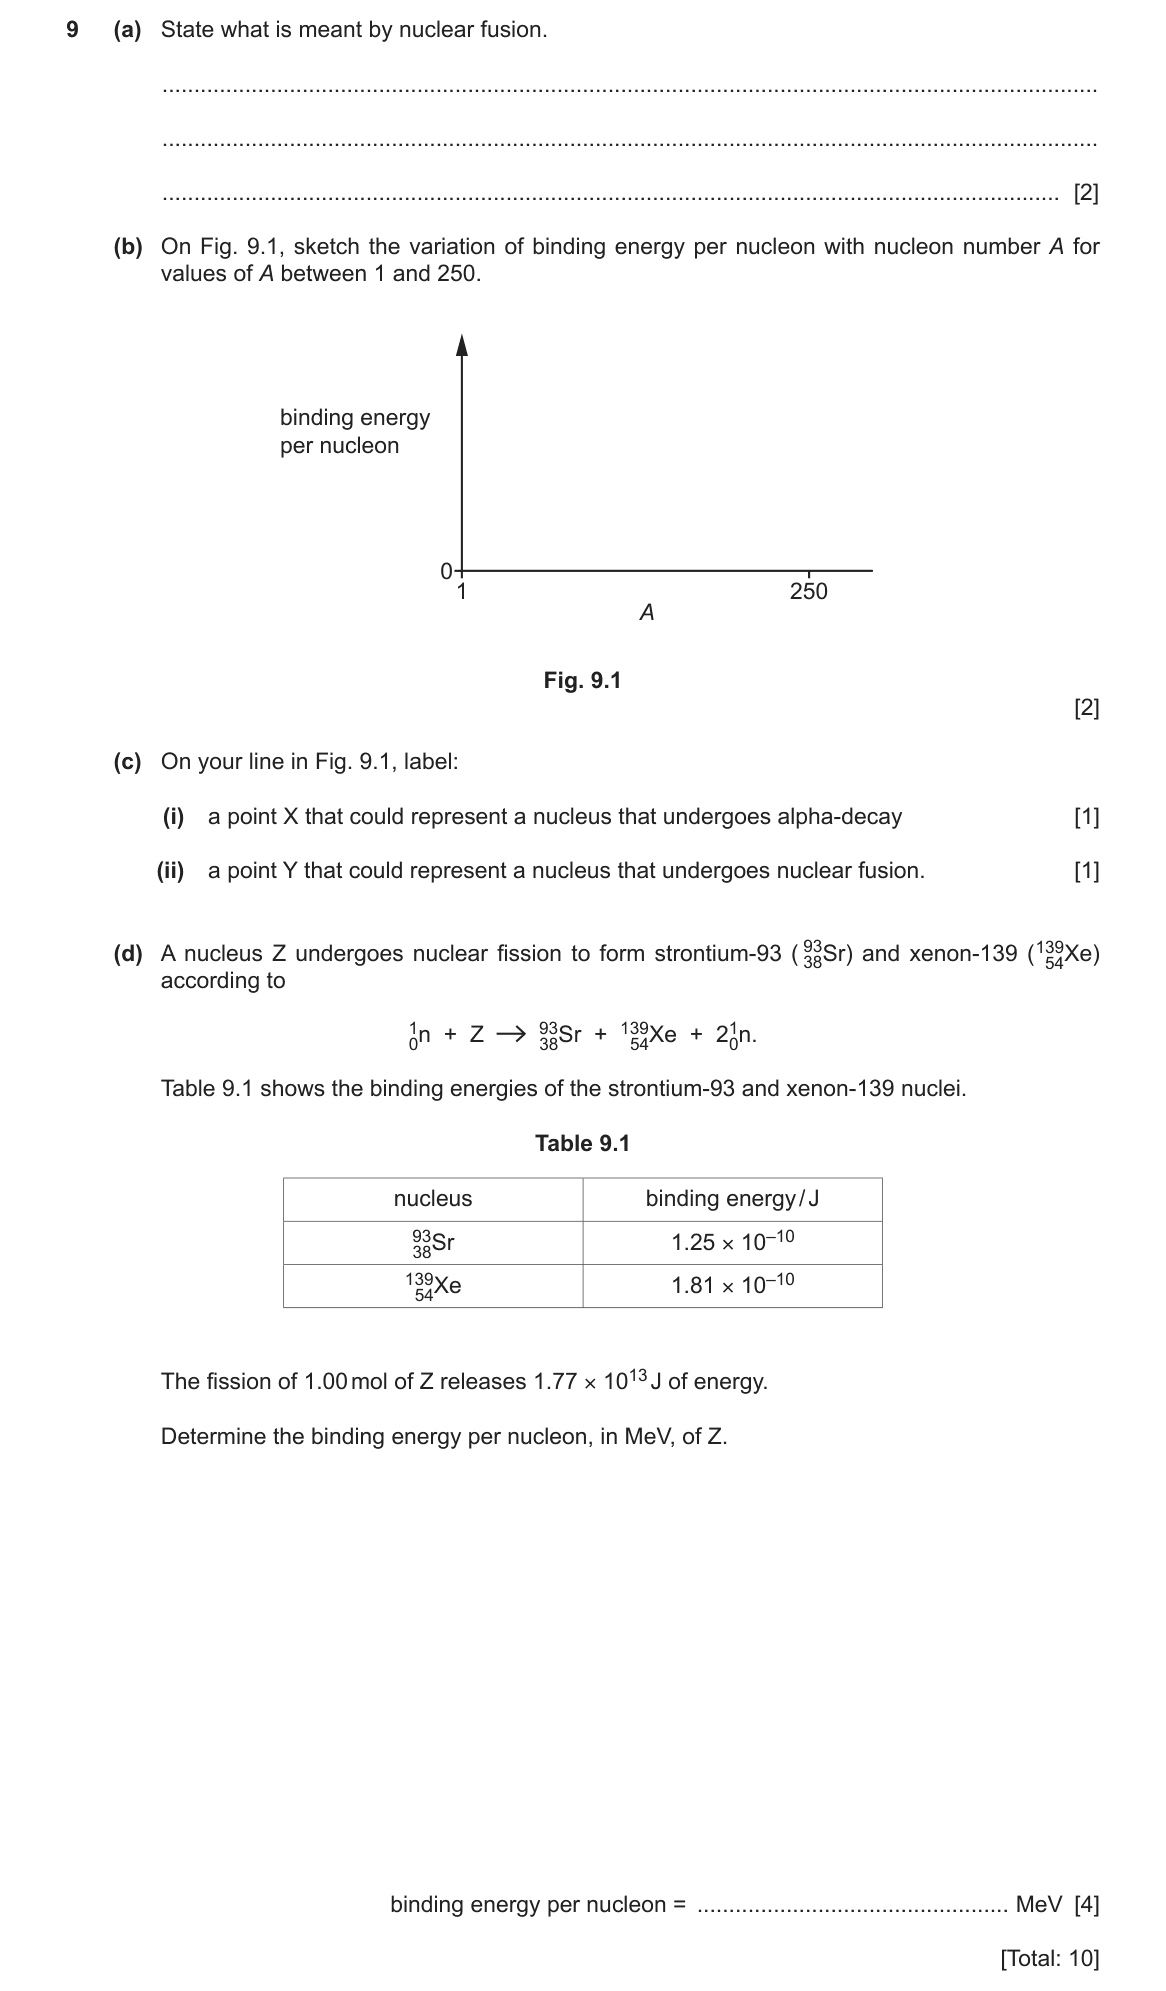 9 (a) State what is meant by nuclear fusion.
..........................................................................................................................................
..........................................................................................................................................
.................................................................................................................................... [2]
(b) On Fig. 9.1, sketch the variation of binding energy per nucleon with nucleon number A for
values of A between 1 and 250.
binding energy
per nucleon
0
1
250
A
Fig. 9.1
[2]
(c) On your line in Fig. 9.1, label:
(i) a point X that could represent a nucleus that undergoes alpha-decay [1]
(ii) a point Y that could represent a nucleus that undergoes nuclear fusion. [1]
(d) A nucleus Z undergoes nuclear fission to form strontium-93 (⁹³₃₈Sr) and xenon-139 (¹³⁹₅₄Xe)
according to
¹₀n + Z → ⁹³₃₈Sr + ¹³⁹₅₄Xe + 2¹₀n.
Table 9.1 shows the binding energies of the strontium-93 and xenon-139 nuclei.
Table 9.1
nucleus binding energy / J
⁹³₃₈Sr 1.25 × 10⁻¹⁰
¹³⁹₅₄Xe 1.81 × 10⁻¹⁰
The fission of 1.00 mol of Z releases 1.77 × 10¹³ J of energy.
Determine the binding energy per nucleon, in MeV, of Z.
binding energy per nucleon = ................................................ MeV [4]
[Total: 10]